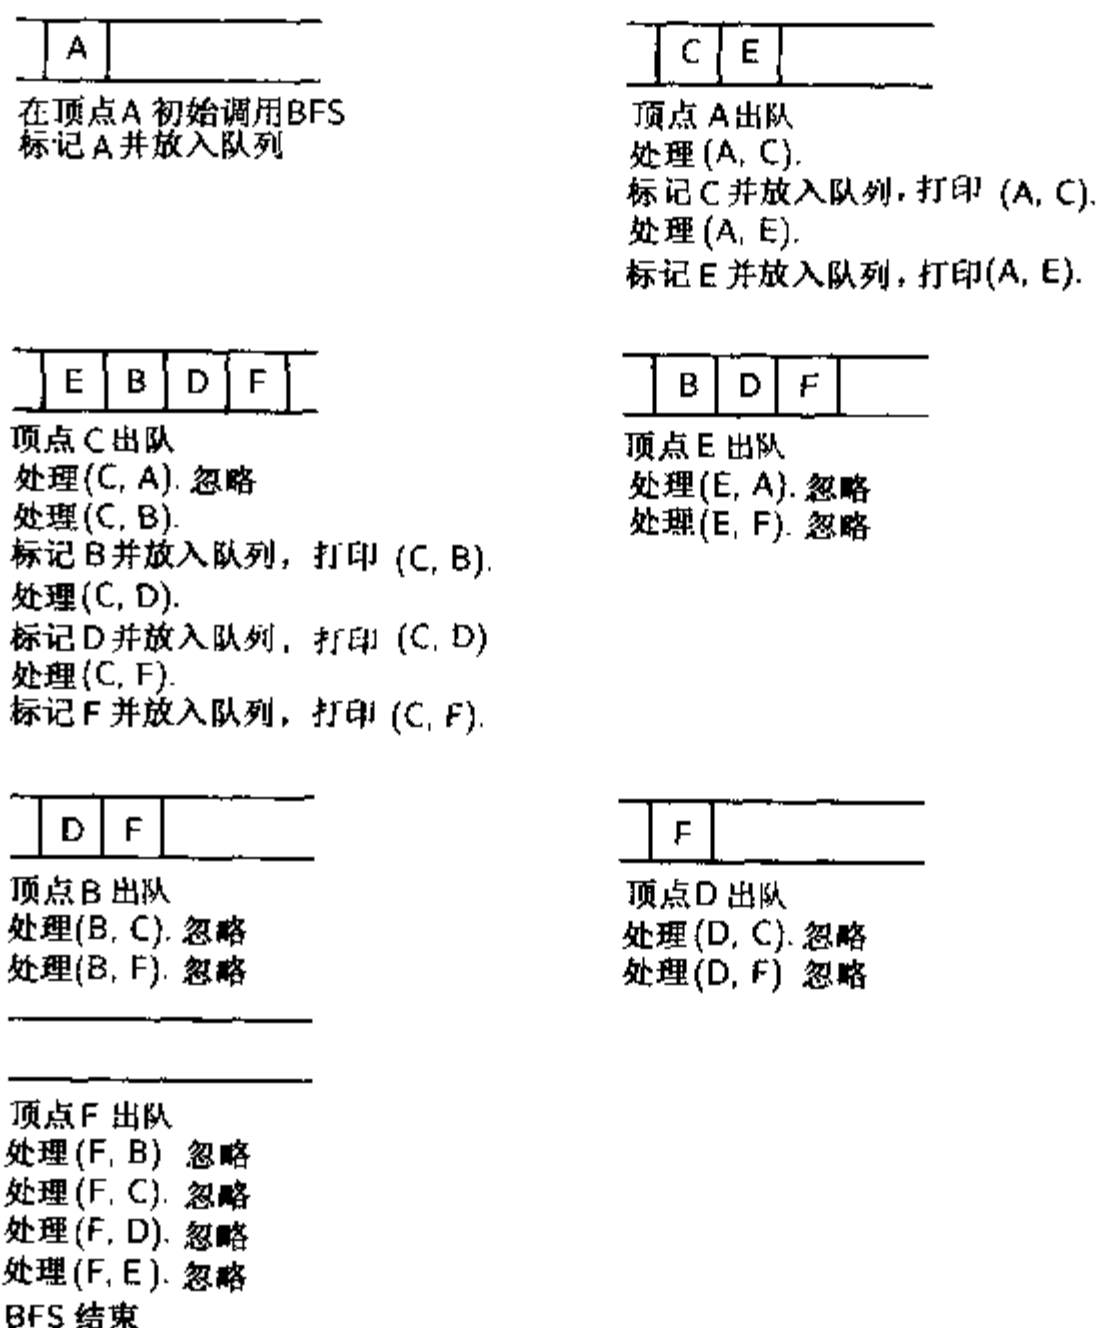 A
在顶点A 初始调用BFS
标记A并放入队列
C E
顶点 A出队
处理(A, C).
标记C并放入队列，打印 (A, C).
处理(A, E).
标记E并放入队列，打印(A, E).
E B D F
顶点C出队
处理(C, A). 忽略
处理(C, B).
标记B并放入队列，打印 (C, B).
处理(C, D).
标记D并放入队列，打印 (C, D)
处理(C, F).
标记F并放入队列，打印 (C, F).
B D F
顶点E 出队
处理(E, A). 忽略
处理(E, F). 忽略
D F
顶点B 出队
处理(B, C). 忽略
处理(B, F). 忽略
F
顶点D 出队
处理(D, C). 忽略
处理(D, F) 忽略
顶点F 出队
处理(F, B) 忽略
处理(F, C). 忽略
处理(F, D). 忽略
处理(F, E). 忽略
BFS 结束